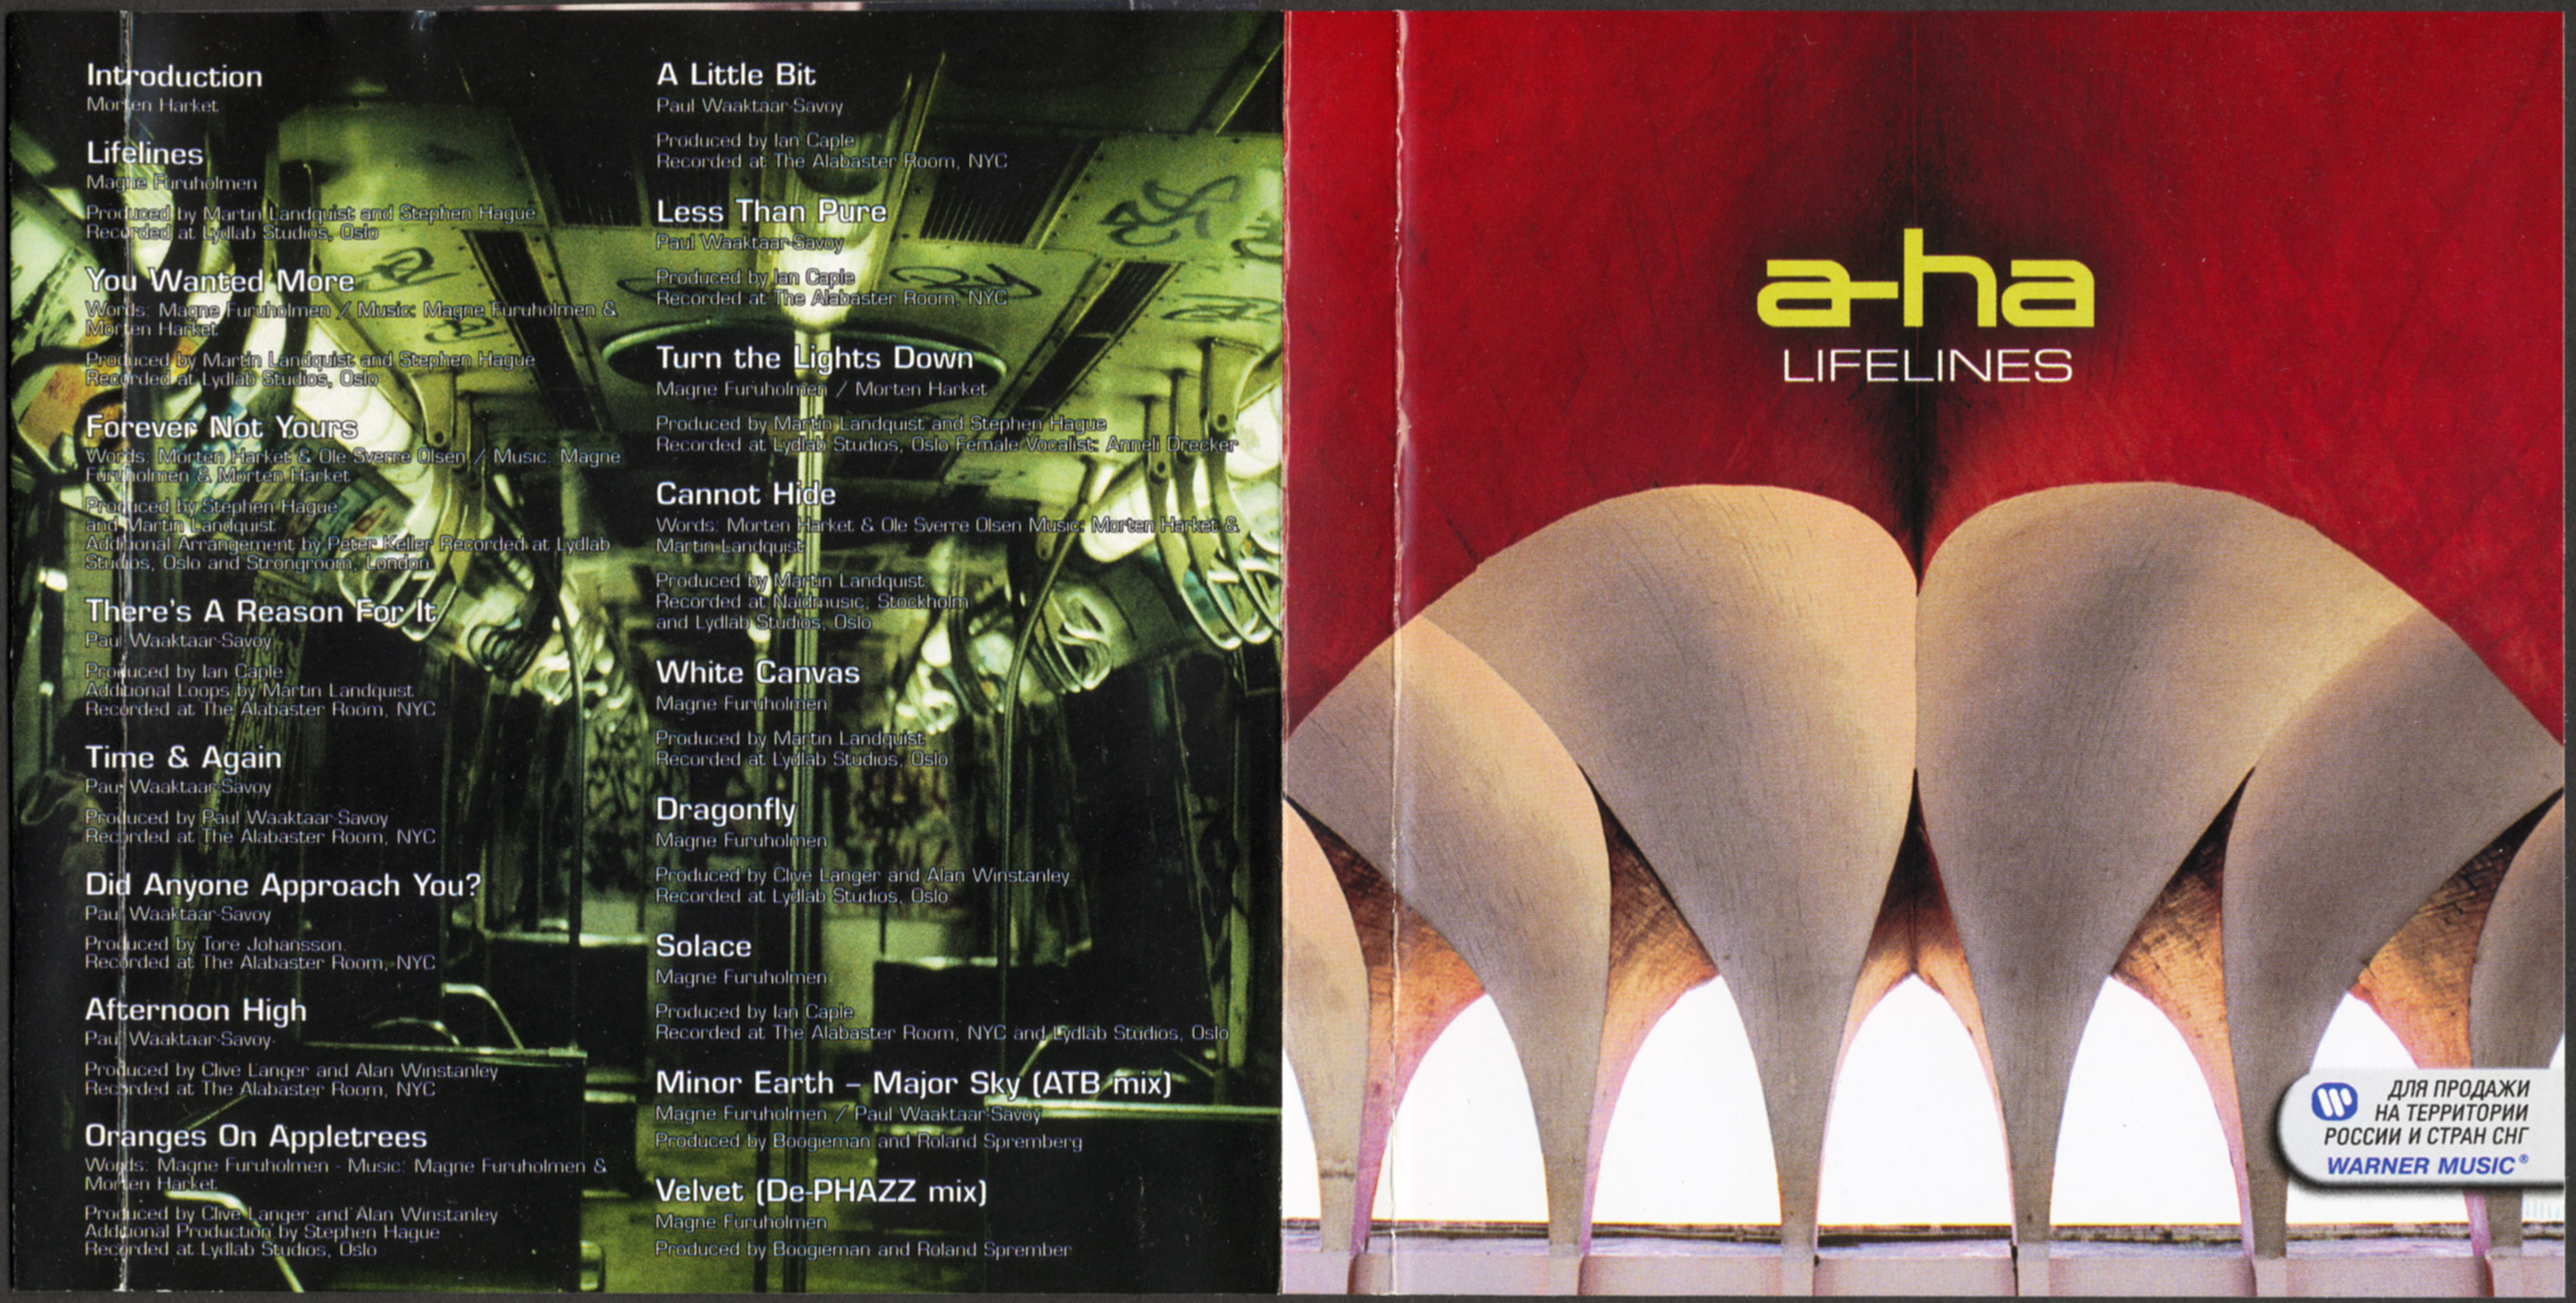 Introduction
Morten Harket
Lifelines
Magne Furuholmen
Produced by Martin Landquist and Stephen Hague
Recorded at Lydlab Studios, Oslo
You Wanted More
Words: Magne Furuholmen / Music: Magne Furuholmen &
Morten Harket
Produced by Martin Landquist and Stephen Hague
Recorded at Lydlab Studios, Oslo
Forever Not Yours
Words: Morten Harket & Ole Sverre Olsen / Music: Magne
Furuholmen & Morten Harket
Produced by Stephen Hague
and Martin Landquist
Additional Arrangement by Peter Keller Recorded at Lydlab
Studios, Oslo and Strongroom, London
There's A Reason For It
Paul Waaktaar-Savoy
Produced by Ian Caple
Additional Loops by Martin Landquist
Recorded at The Alabaster Room, NYC
Time & Again
Paul Waaktaar-Savoy
Produced by Paul Waaktaar-Savoy
Recorded at The Alabaster Room, NYC
Did Anyone Approach You?
Paul Waaktaar-Savoy
Produced by Tore Johansson
Recorded at The Alabaster Room, NYC
Afternoon High
Paul Waaktaar-Savoy
Produced by Clive Langer and Alan Winstanley
Recorded at The Alabaster Room, NYC
Oranges On Appletrees
Words: Magne Furuholmen - Music: Magne Furuholmen &
Morten Harket
Produced by Clive Langer and Alan Winstanley
Additional Production by Stephen Hague
Recorded at Lydlab Studios, Oslo
A Little Bit
Paul Waaktaar-Savoy
Produced by Ian Caple
Recorded at The Alabaster Room, NYC
Less Than Pure
Paul Waaktaar-Savoy
Produced by Ian Caple
Recorded at The Alabaster Room, NYC
Turn the Lights Down
Magne Furuholmen / Morten Harket
Produced by Martin Landquist and Stephen Hague
Recorded at Lydlab Studios, Oslo Female Vocalist: Anneli Drecker
Cannot Hide
Words: Morten Harket & Ole Sverre Olsen Music: Morten Harket &
Martin Landquist
Produced by Martin Landquist
Recorded at Naidmusic, Stockholm
and Lydlab Studios, Oslo
White Canvas
Magne Furuholmen
Produced by Martin Landquist
Recorded at Lydlab Studios, Oslo
Dragonfly
Magne Furuholmen
Produced by Clive Langer and Alan Winstanley
Recorded at Lydlab Studios, Oslo
Solace
Magne Furuholmen
Produced by Ian Caple
Recorded at The Alabaster Room, NYC and Lydlab Studios, Oslo
Minor Earth – Major Sky (ATB mix)
Magne Furuholmen / Paul Waaktaar-Savoy
Produced by Boogieman and Roland Spremberg
Velvet (De-PHAZZ mix)
Magne Furuholmen
Produced by Boogieman and Roland Sprember
a-ha
LIFELINES
ДЛЯ ПРОДАЖИ
НА ТЕРРИТОРИИ
РОССИИ И СТРАН СНГ
WARNER MUSIC®